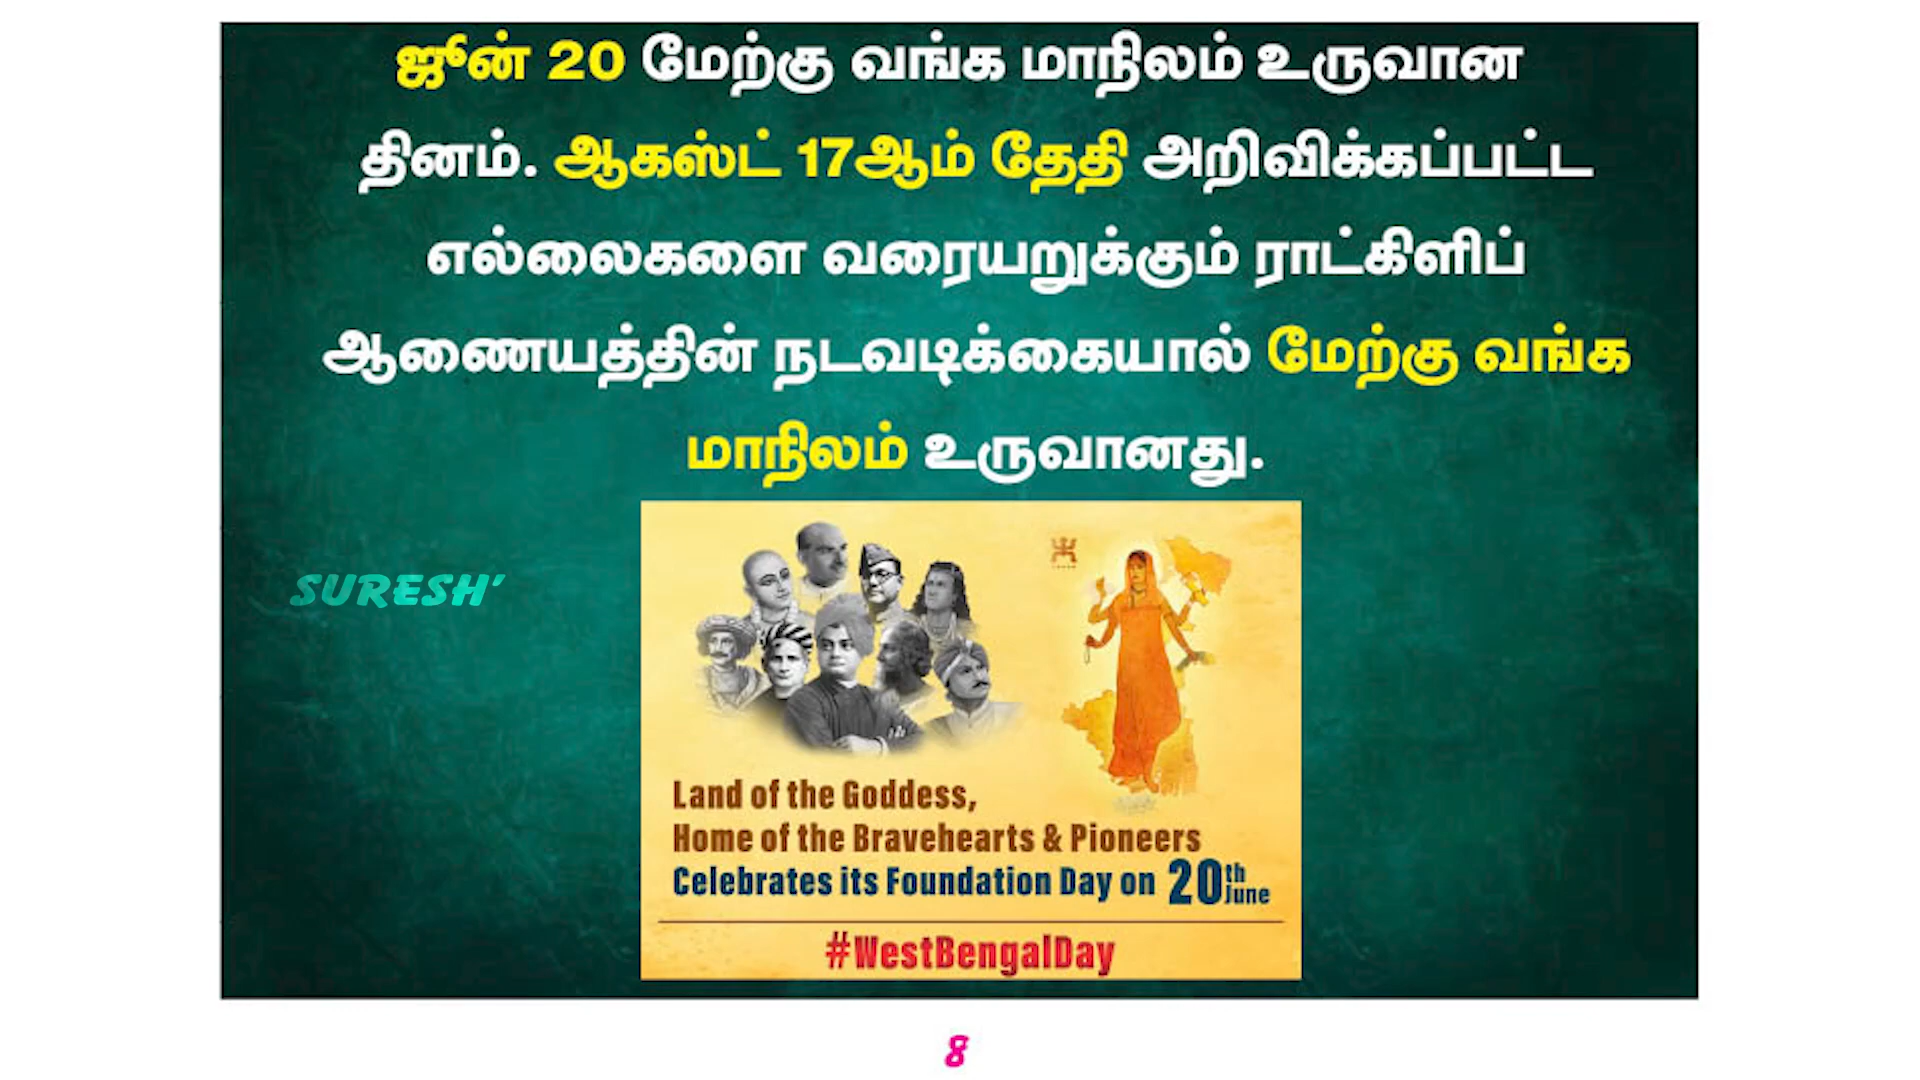 ஜூன் 20 மேற்கு வங்க மாநிலம் உருவான
தினம். ஆகஸ்ட் 17ஆம் தேதி அறிவிக்கப்பட்ட
எல்லைகளை வரையறுக்கும் ராட்கிளிப்
ஆணையத்தின் நடவடிக்கையால் மேற்கு வங்க
மாநிலம் உருவானது.
SURESH'
Land of the Goddess,
Home of the Bravehearts & Pioneers
Celebrates its Foundation Day on 20th June
#WestBengalDay
8